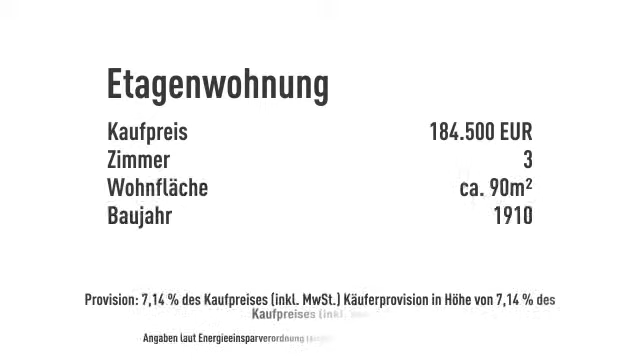 Etagenwohnung
Kaufpreis 184.500 EUR
Zimmer 3
Wohnfläche ca. 90m²
Baujahr 1910
Provision: 7,14 % des Kaufpreises (inkl. MwSt.) Käuferprovision in Höhe von 7,14 % des
Kaufpreises (inkl.
Angaben laut Energieeinsparverordnung